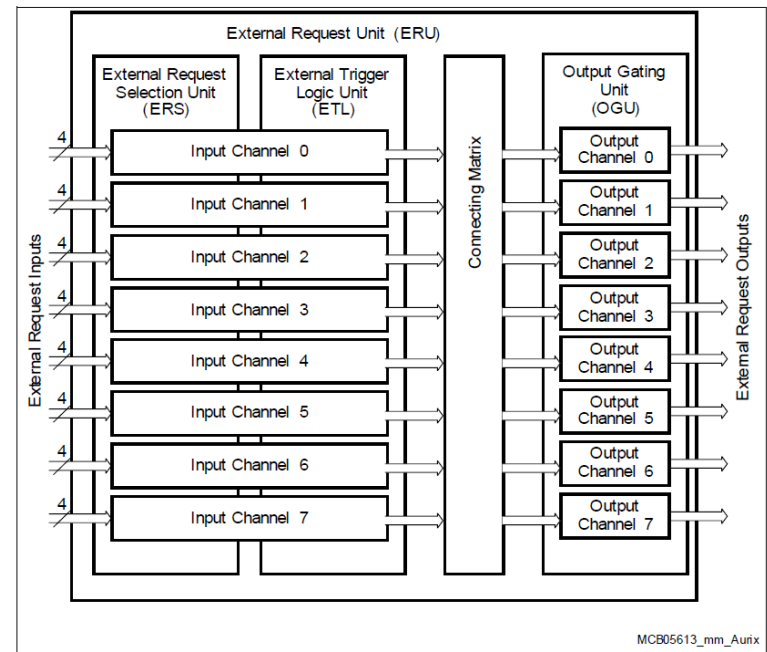 External Request Unit (ERU)
External Request
Selection Unit
(ERS)
External Trigger
Logic Unit
(ETL)
Output Gating
Unit
(OGU)
External Request Inputs
4
4
4
4
4
4
4
4
Input Channel 0
Input Channel 1
Input Channel 2
Input Channel 3
Input Channel 4
Input Channel 5
Input Channel 6
Input Channel 7
Connecting Matrix
Output
Channel 0
Output
Channel 1
Output
Channel 2
Output
Channel 3
Output
Channel 4
Output
Channel 5
Output
Channel 6
Output
Channel 7
External Request Outputs
MCB05613_mm_Aurix